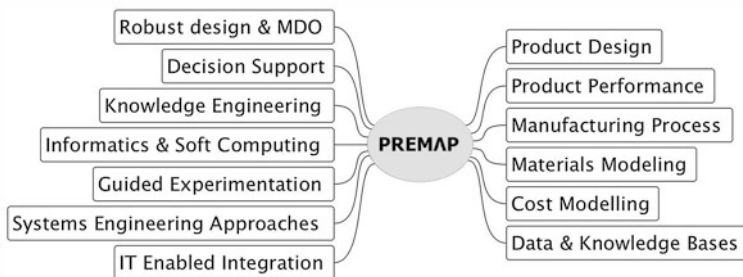 Robust design & MDO
Decision Support
Knowledge Engineering
Informatics & Soft Computing
Guided Experimentation
Systems Engineering Approaches
IT Enabled Integration
PREMΛP
Product Design
Product Performance
Manufacturing Process
Materials Modeling
Cost Modelling
Data & Knowledge Bases